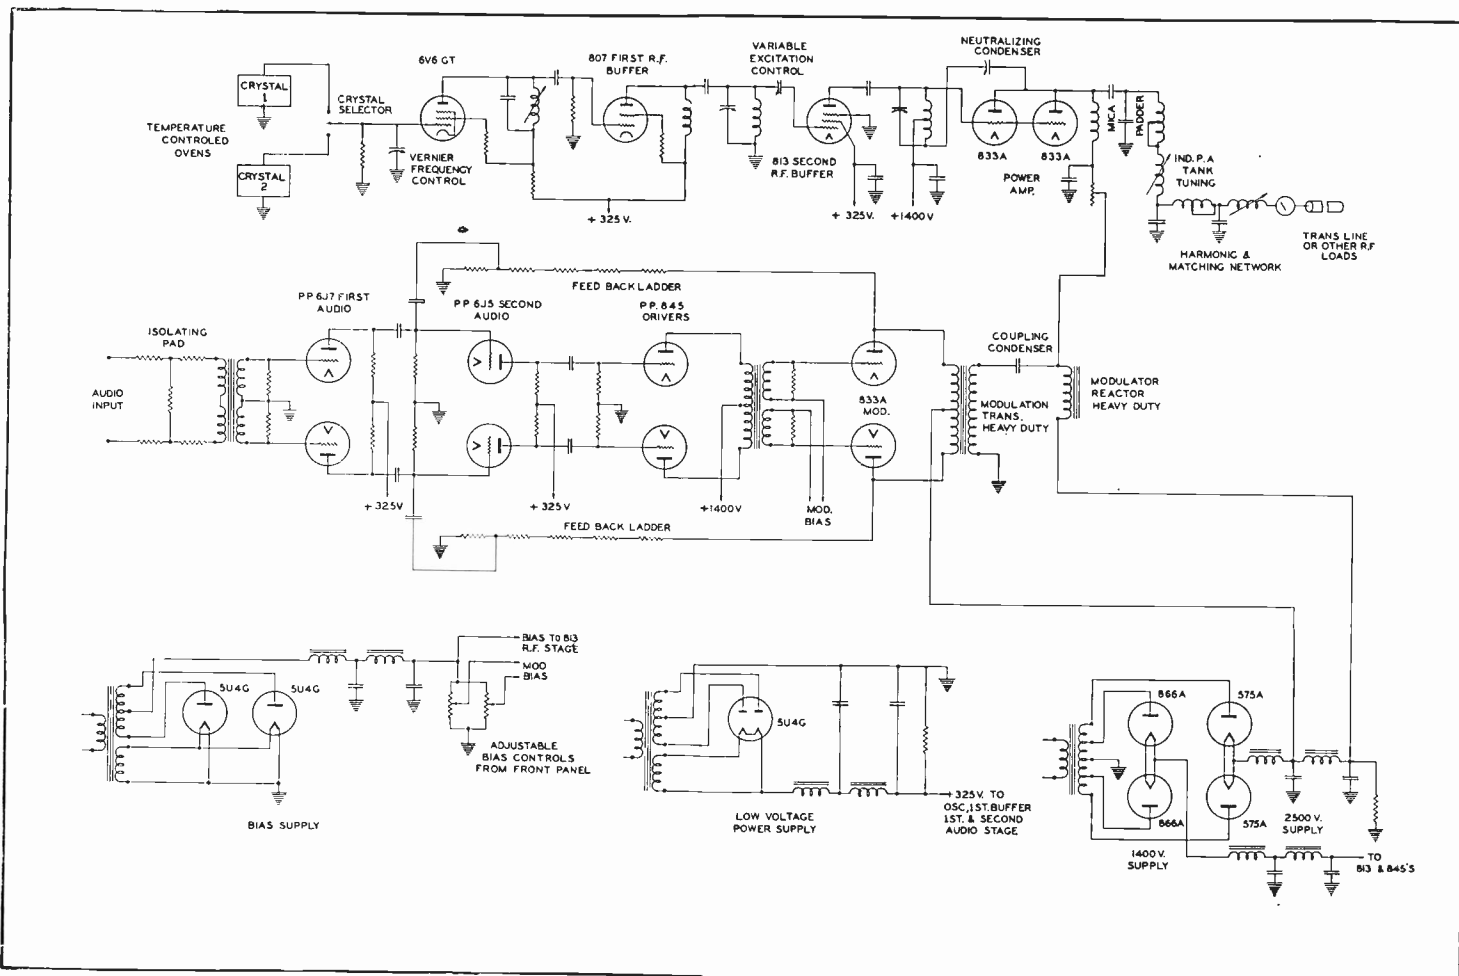 6V6 GT
807 FIRST R.F.
BUFFER
VARIABLE
EXCITATION
CONTROL
NEUTRALIZING
CONDENSER
CRYSTAL
1
CRYSTAL
SELECTOR
TEMPERATURE
CONTROLED
OVENS
CRYSTAL
2
VERNIER
FREQUENCY
CONTROL
813 SECOND
R.F. BUFFER
833A
833A
POWER
AMP.
MICA
PADDER
IND. P.A
TANK
TUNING
+ 325 V.
+ 325V.
+1400V
HARMONIC &
MATCHING NETWORK
TRANS LINE
OR OTHER R.F
LOADS
FEED BACK LADDER
PP 6J7 FIRST
AUDIO
PP 6J5 SECOND
AUDIO
P.P. 845
DRIVERS
ISOLATING
PAD
AUDIO
INPUT
833A
MOD.
COUPLING
CONDENSER
MODULATION
TRANS.
HEAVY DUTY
MODULATOR
REACTOR
HEAVY DUTY
+ 325V
+ 325V
+1400V
MOD.
BIAS
FEED BACK LADDER
BIAS TO 813
R.F. STAGE
MOD
BIAS
5U4G
5U4G
ADJUSTABLE
BIAS CONTROLS
FROM FRONT PANEL
BIAS SUPPLY
5U4G
LOW VOLTAGE
POWER SUPPLY
+ 325V. TO
OSC, 1ST. BUFFER
1ST. & SECOND
AUDIO STAGE
866A
575A
866A
575A
2500 V.
SUPPLY
1400 V.
SUPPLY
TO
813 & 845'S